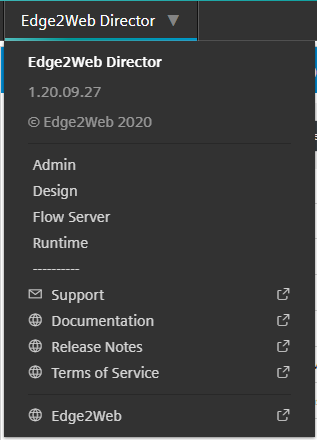 Edge2Web Director ▼
Edge2Web Director
1.20.09.27
© Edge2Web 2020
Admin
Design
Flow Server
Runtime
----------
Support
Documentation
Release Notes
Terms of Service
Edge2Web